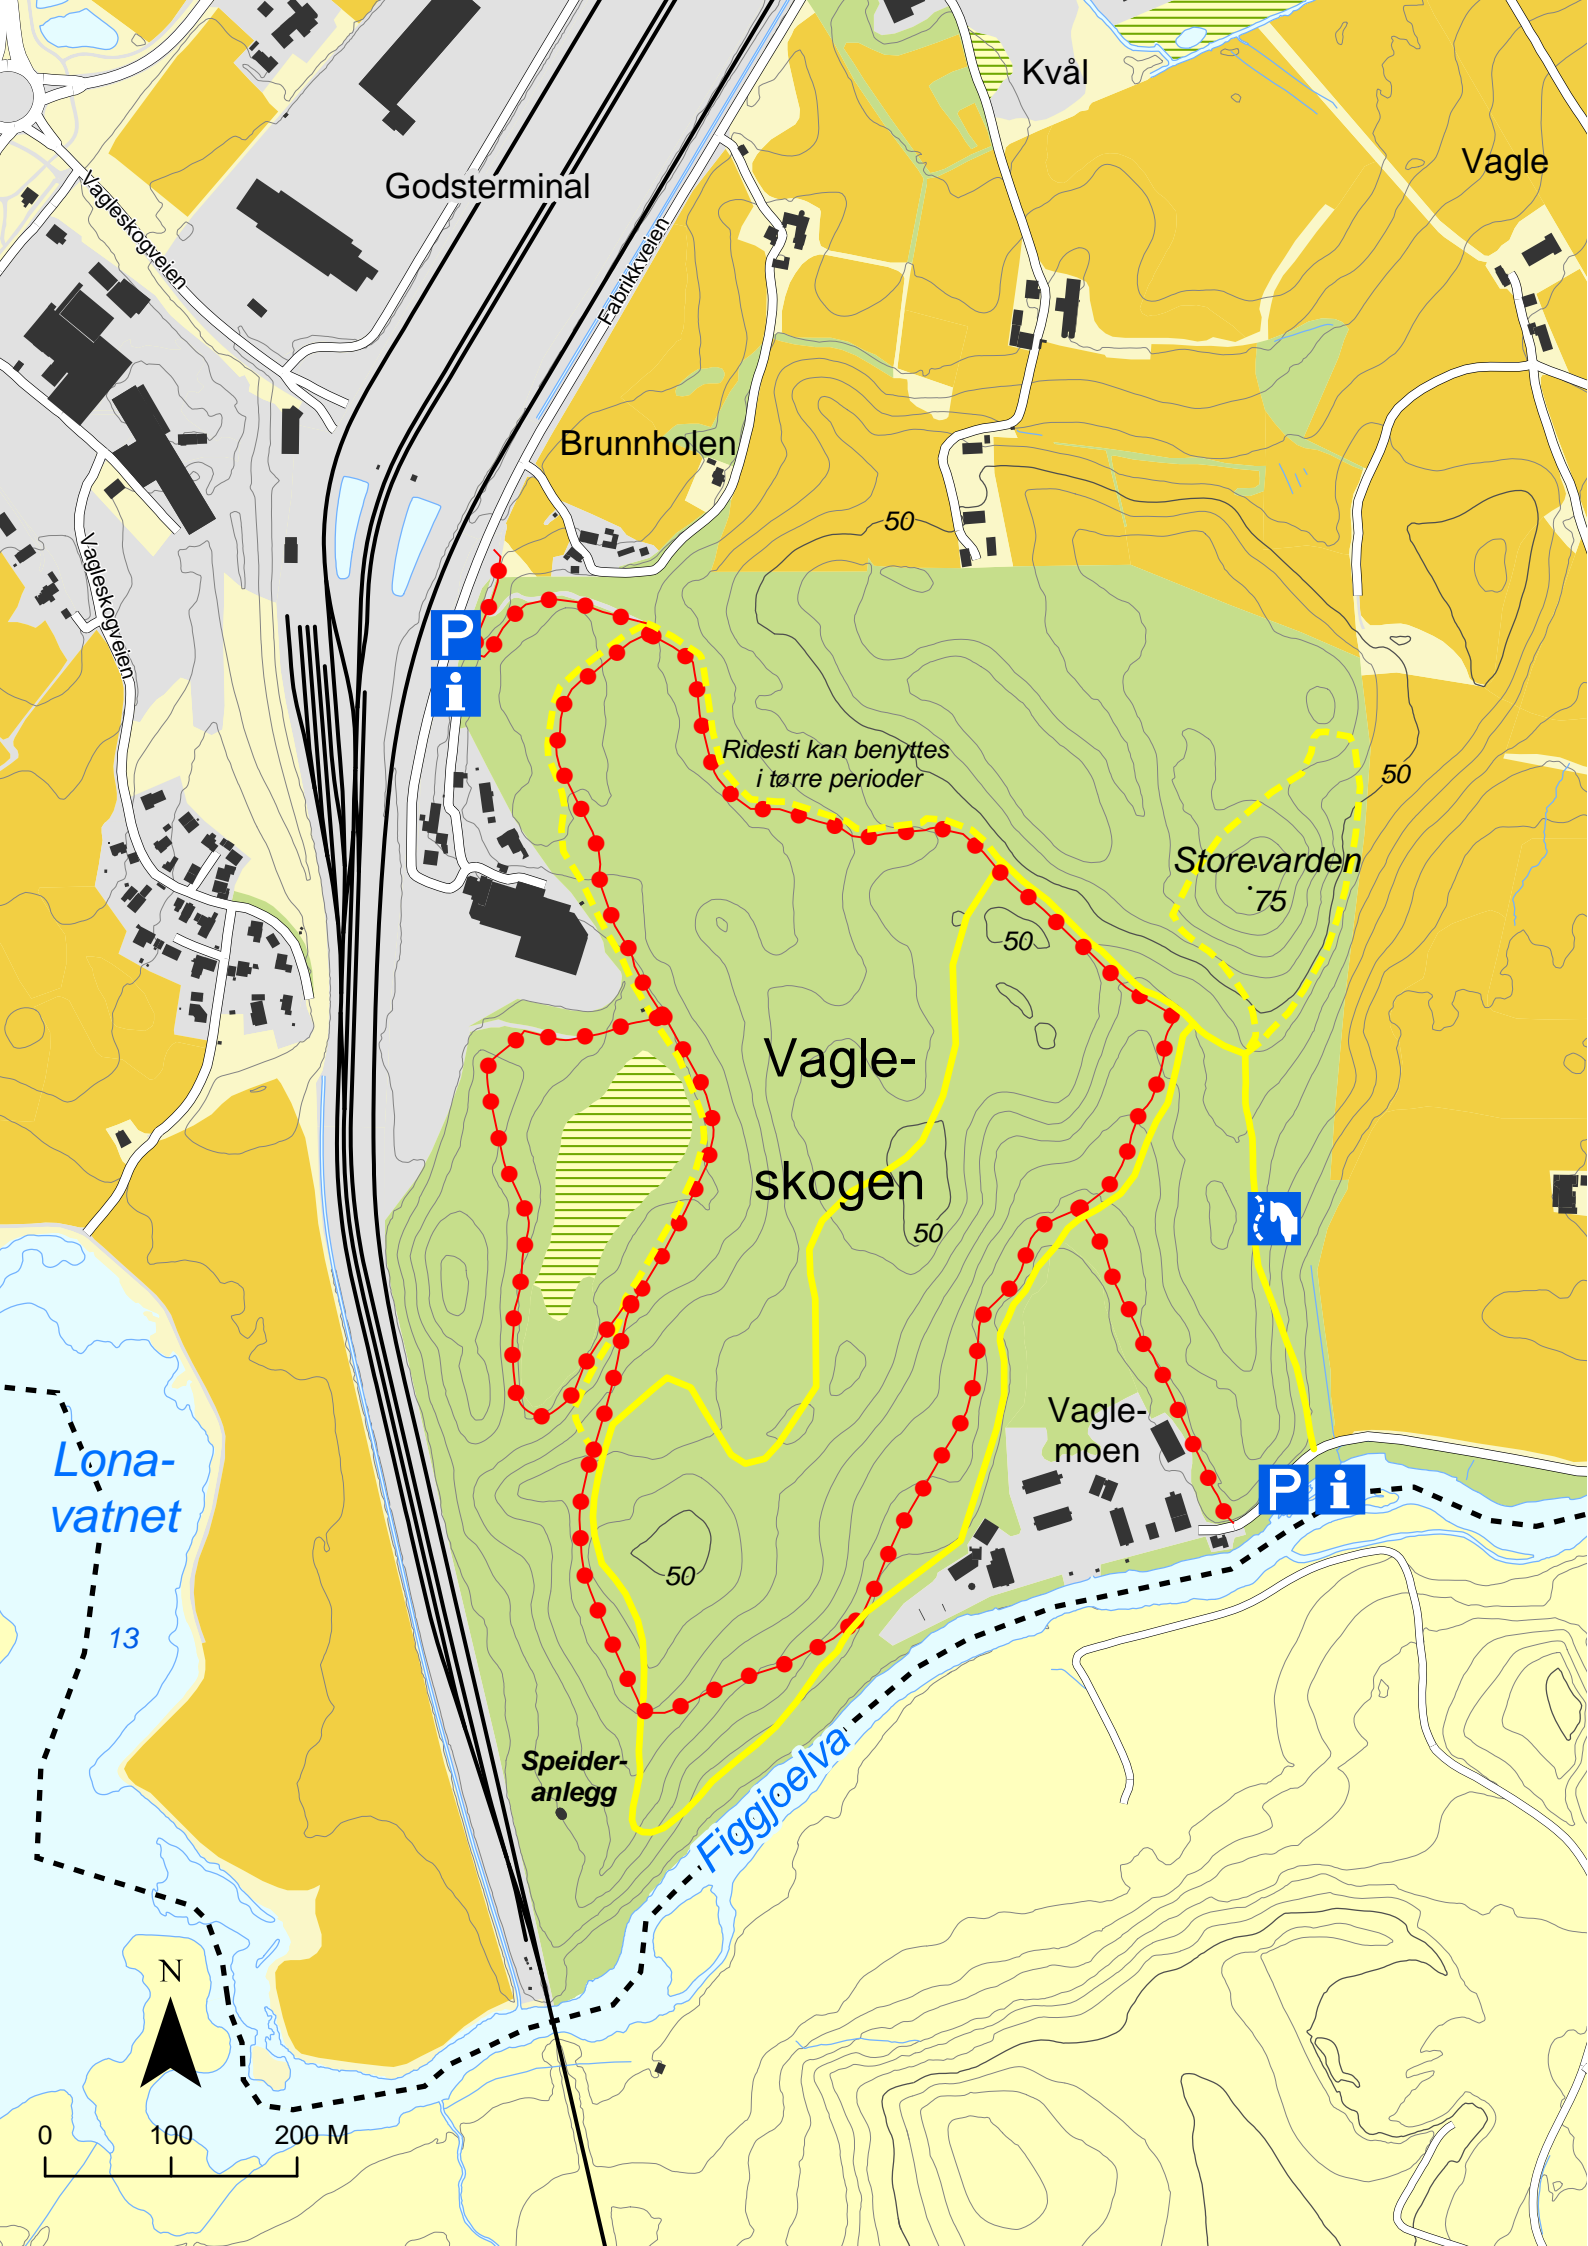 Kvål
Vagle
Godsterminal
Vagleskogveien
Fabrikkveien
Brunnholen
50
Vagleskogveien
P
i
Ridesti kan benyttes
i tørre perioder
50
Storevarden
75
50
Vagle-
skogen
50
Vagle-
moen
Lona-
vatnet
P i
50
13
Speider-
anlegg
Figgjoelva
N
0 100 200 M